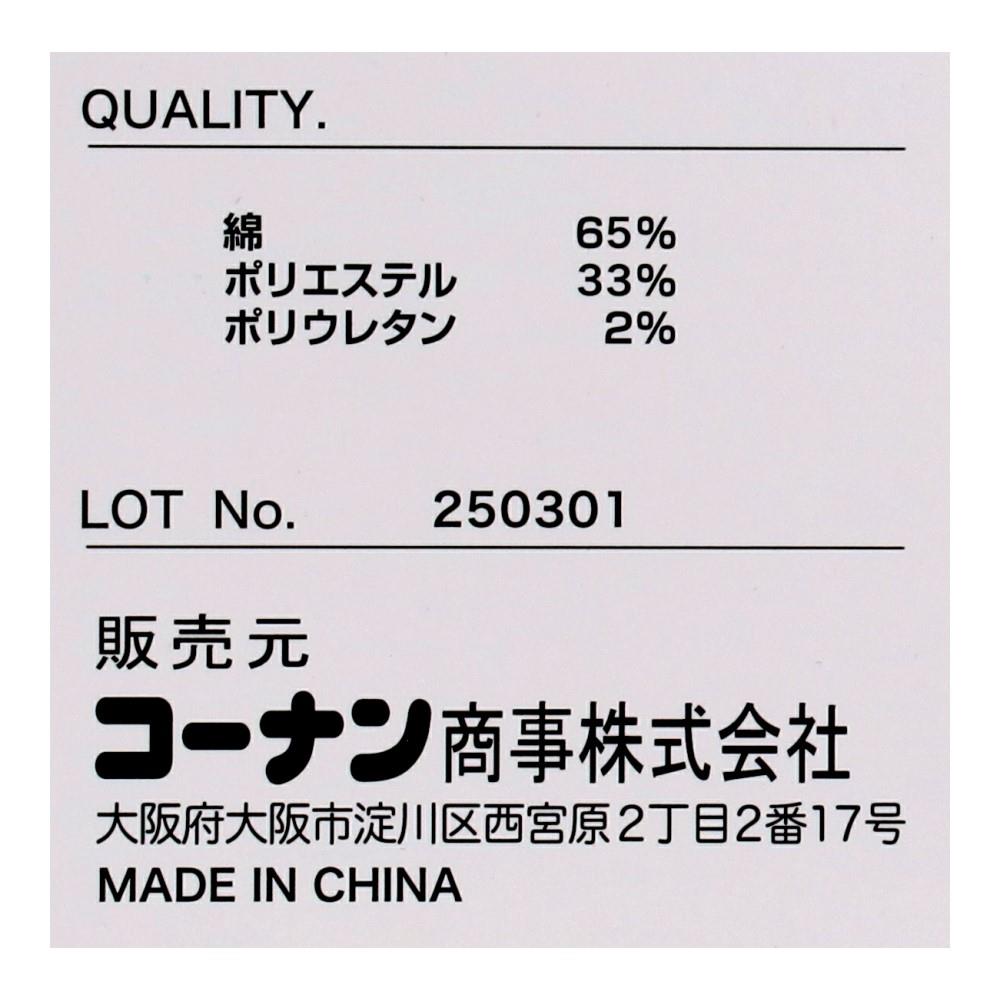 QUALITY.
綿 65%
ポリエステル 33%
ポリウレタン 2%
LOT No. 250301
販売元
コーナン商事株式会社
大阪府大阪市淀川区西宮原2丁目2番17号
MADE IN CHINA